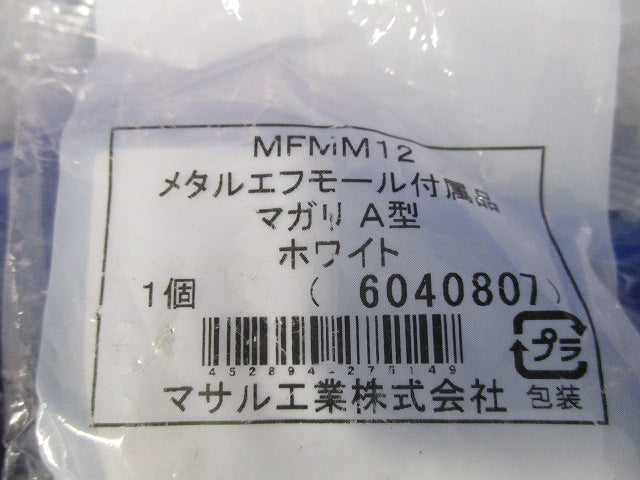 MFMM12
メタルエフモール付属品
マガリ A型
ホワイト
1個 (6040807)
452894275149
マサル工業株式会社
プラ
包装